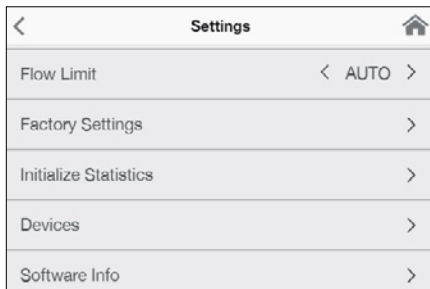 Settings
Flow Limit < AUTO >
Factory Settings >
Initialize Statistics >
Devices >
Software Info >